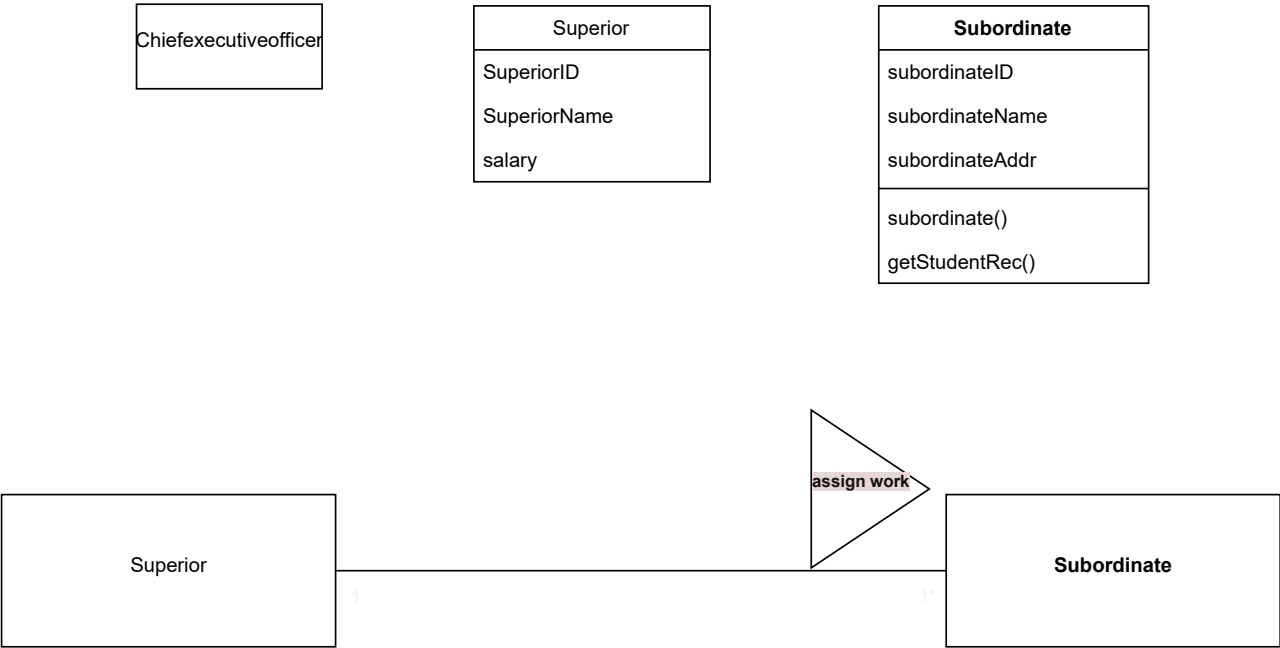 Chiefexecutiveofficer
Superior
SuperiorID
SuperiorName
salary
Subordinate
subordinateID
subordinateName
subordinateAddr
subordinate()
getStudentRec()
assign work
Superior
Subordinate
1
1*